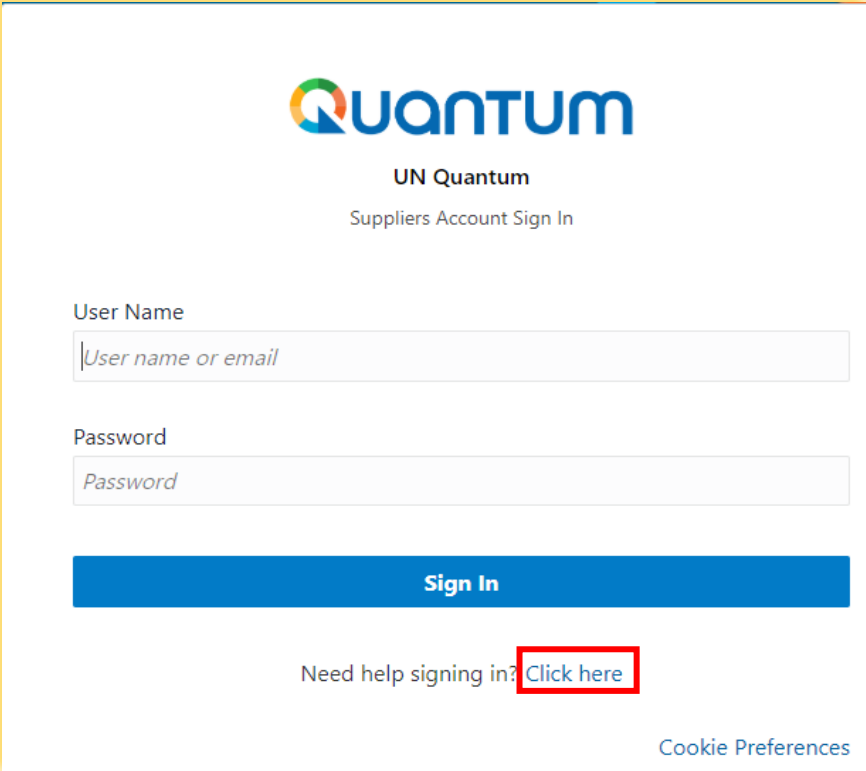 QUANTUM
UN Quantum
Suppliers Account Sign In
User Name
User name or email
Password
Password
Sign In
Need help signing in? Click here
Cookie Preferences